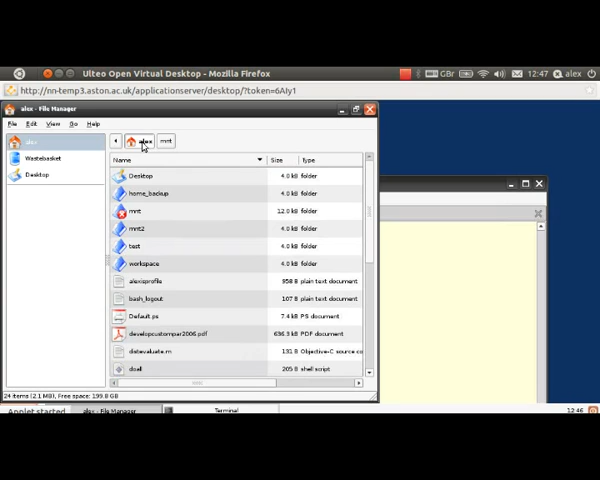 Ulteo Open Virtual Desktop - Mozilla Firefox GBr 12:47 alex
http://nn-temp3.aston.ac.uk/applicationserver/desktop/?token=6AIy1
alex - File Manager
File Edit View Go Help
alex alex mnt
Name Size Type
Wastebasket
Desktop
Desktop 4.0 kB folder
home_backup 4.0 kB folder
mnt 12.0 kB folder
mnt2 4.0 kB folder
test 4.0 kB folder
workspace 4.0 kB folder
alexisprofile 958 B plain text document
bash_logout 107 B plain text document
Default.ps 7.4 kB PS document
developcustompar2006.pdf 636.3 kB PDF document
distevaluate.m 131 B Objective-C source co
doall 205 B shell script
24 items (2.1 MB), Free space: 199.8 GB
Applet started alex - File Manager Terminal 12:46